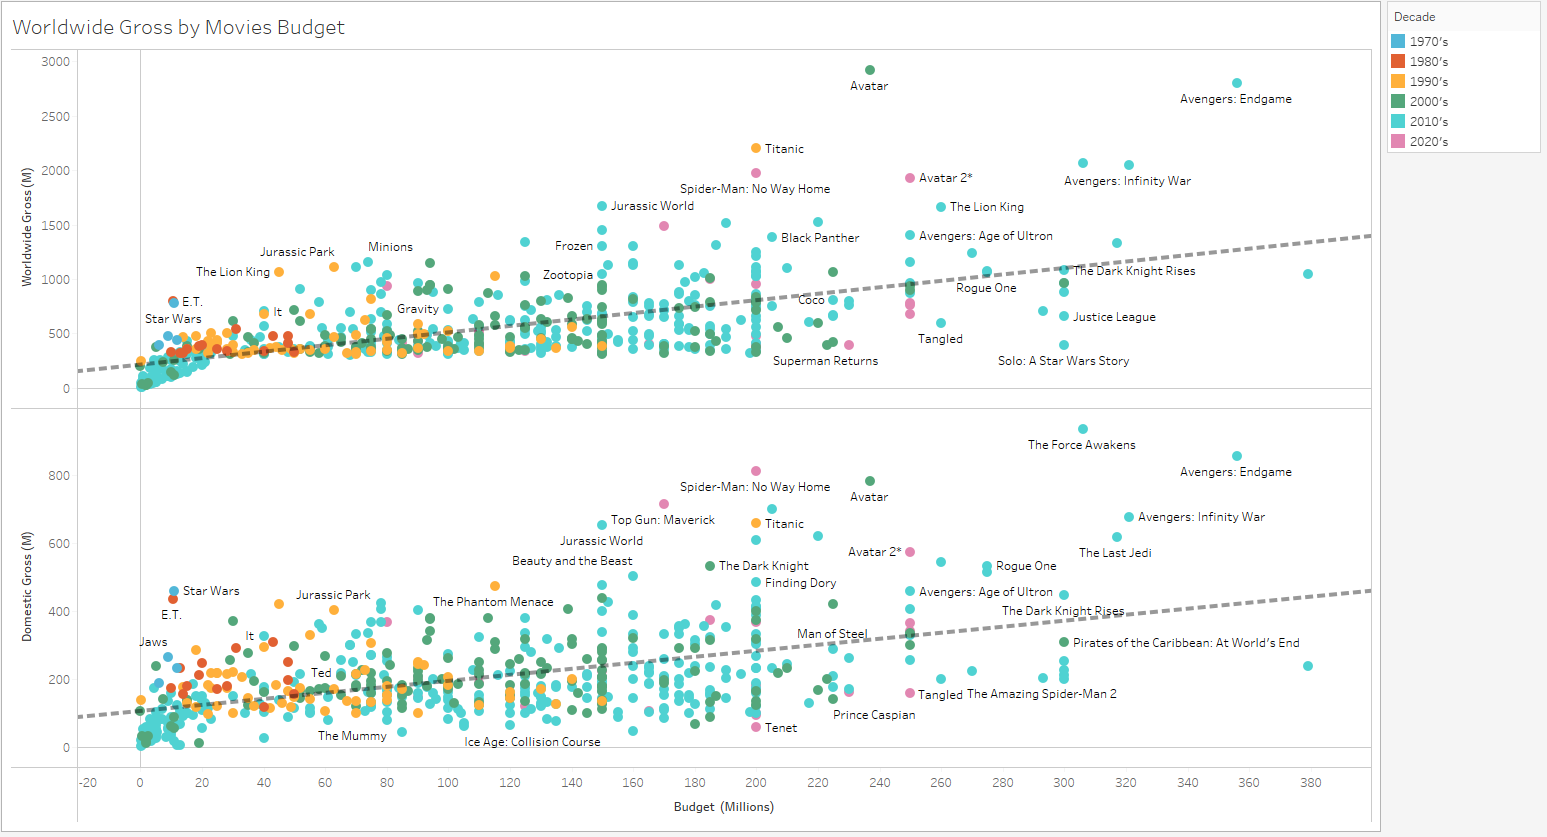 Worldwide Gross by Movies Budget
Decade
1970's
1980's
1990's
2000's
2010's
2020's
Worldwide Gross (M)
3000
2500
2000
1500
1000
500
0
Avatar
Avengers: Endgame
Titanic
Spider-Man: No Way Home
Avatar 2*
Avengers: Infinity War
Jurassic World
The Lion King
Frozen
Black Panther
Avengers: Age of Ultron
Jurassic Park
Minions
The Lion King
Zootopia
The Dark Knight Rises
Rogue One
E.T.
Star Wars
It
Gravity
Coco
Justice League
Tangled
Superman Returns
Solo: A Star Wars Story
Domestic Gross (M)
800
600
400
200
0
The Force Awakens
Avengers: Endgame
Spider-Man: No Way Home
Avatar
Top Gun: Maverick
Titanic
Avengers: Infinity War
Jurassic World
Avatar 2*
The Last Jedi
Beauty and the Beast
The Dark Knight
Rogue One
Finding Dory
Star Wars
Jurassic Park
The Phantom Menace
Avengers: Age of Ultron
E.T.
The Dark Knight Rises
Jaws
It
Man of Steel
Pirates of the Caribbean: At World's End
Ted
Tangled
The Amazing Spider-Man 2
Prince Caspian
The Mummy
Ice Age: Collision Course
Tenet
-20
0
20
40
60
80
100
120
140
160
180
200
220
240
260
280
300
320
340
360
380
Budget (Millions)